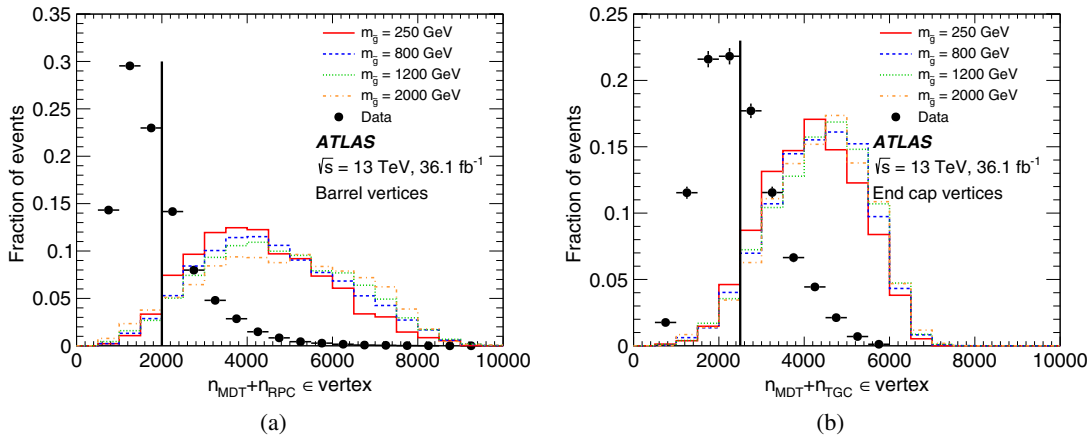 0.35
0.3
0.25
0.2
0.15
0.1
0.05
0
Fraction of events
m_g̃ = 250 GeV
m_g̃ = 800 GeV
m_g̃ = 1200 GeV
m_g̃ = 2000 GeV
Data
ATLAS
√s = 13 TeV, 36.1 fb⁻¹
Barrel vertices
0 2000 4000 6000 8000 10000
n_MDT+n_RPC ∈ vertex
(a)
0.25
0.2
0.15
0.1
0.05
0
Fraction of events
m_g̃ = 250 GeV
m_g̃ = 800 GeV
m_g̃ = 1200 GeV
m_g̃ = 2000 GeV
Data
ATLAS
√s = 13 TeV, 36.1 fb⁻¹
End cap vertices
0 2000 4000 6000 8000 10000
n_MDT+n_TGC ∈ vertex
(b)